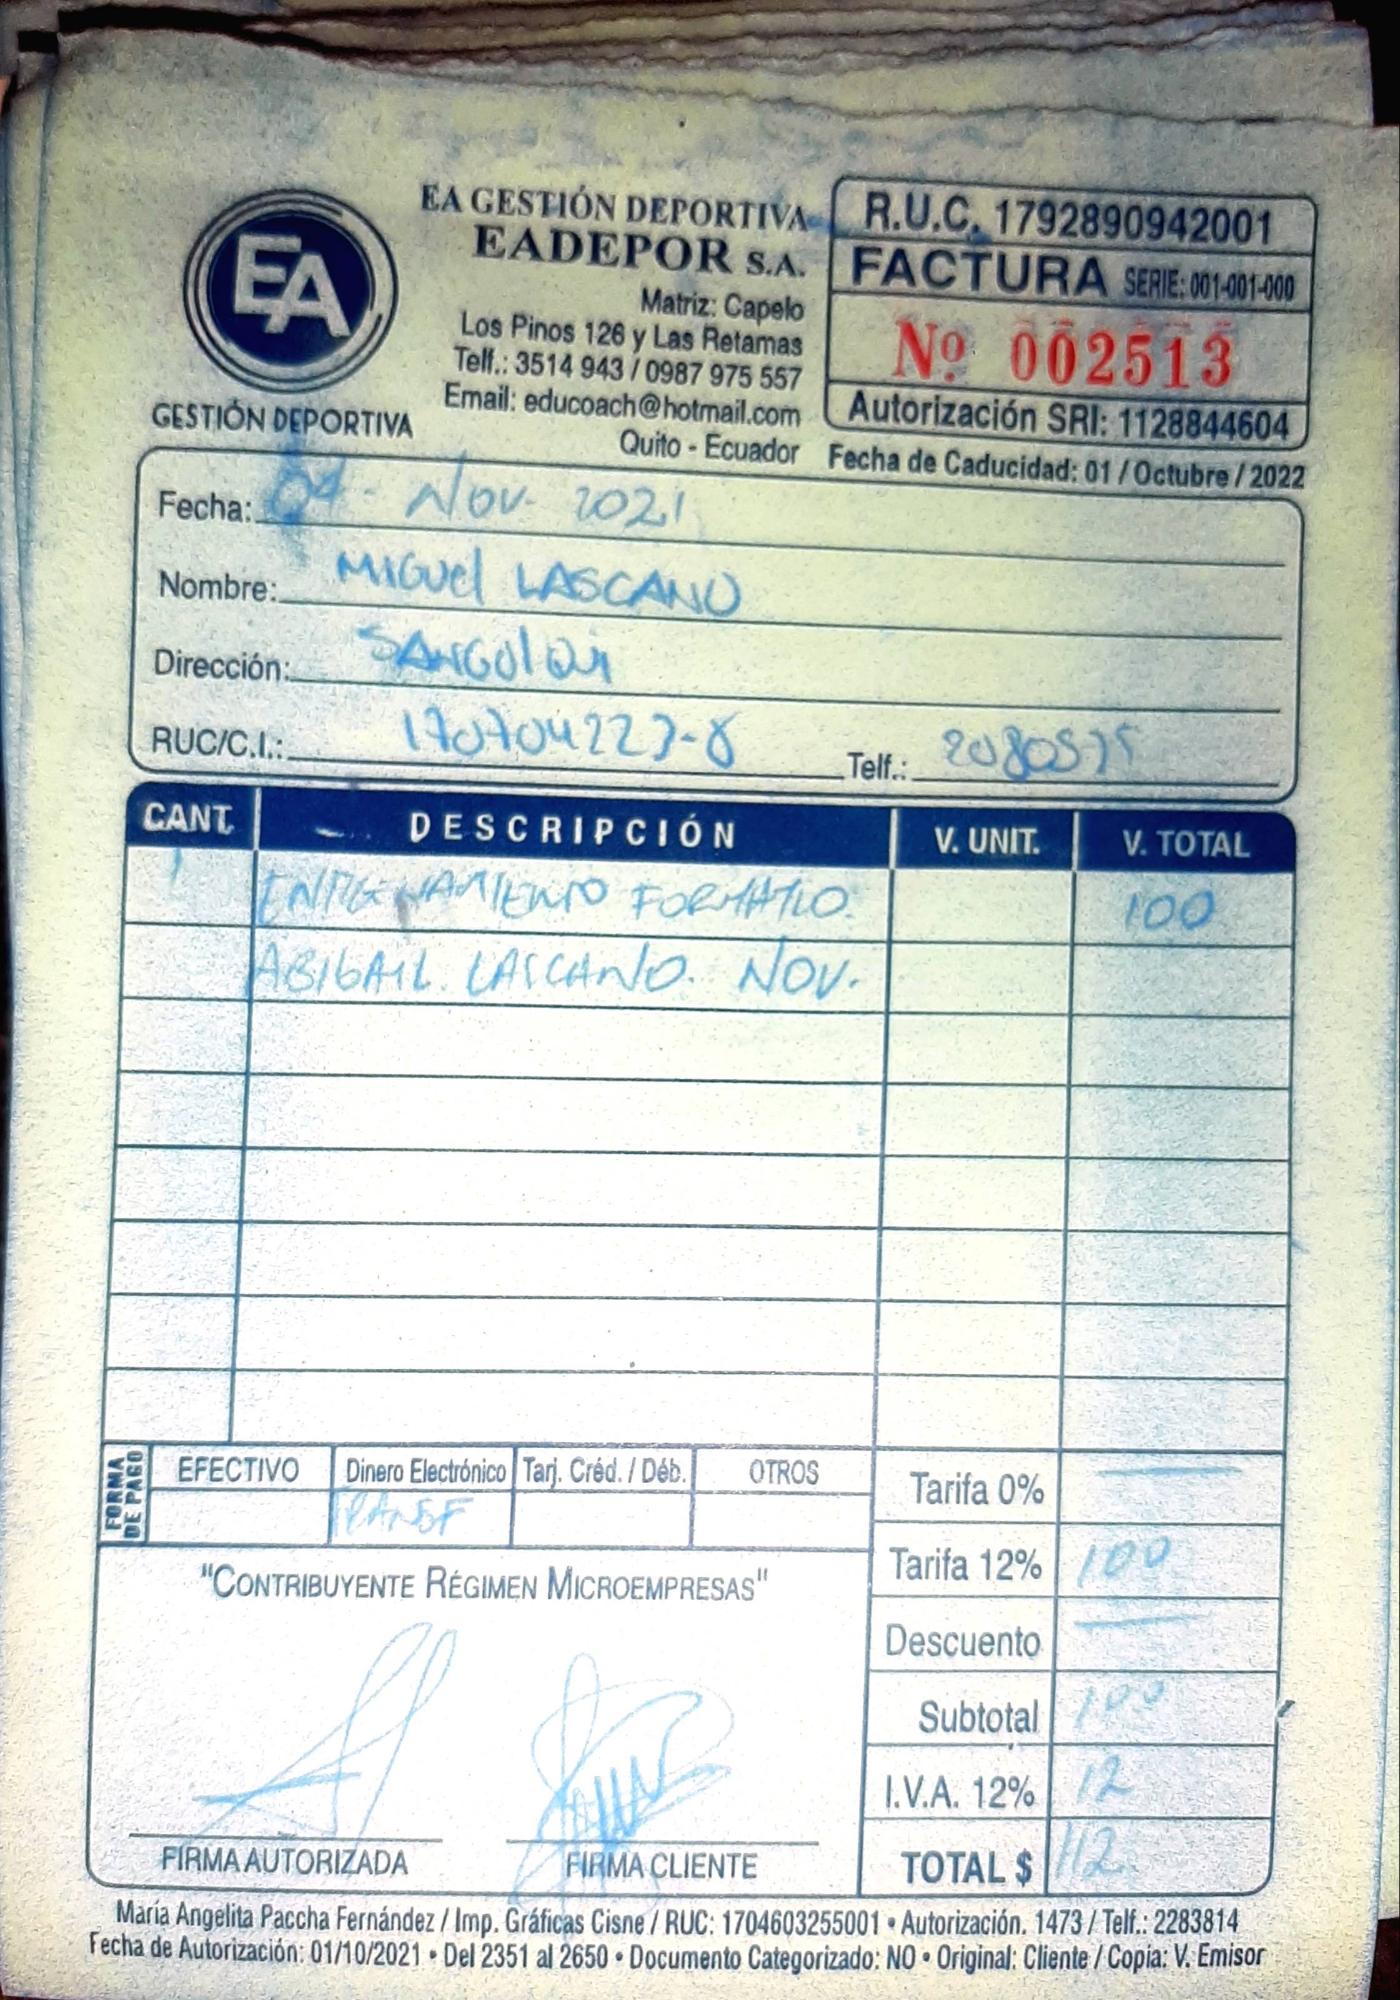 EA
GESTIÓN DEPORTIVA
EA GESTIÓN DEPORTIVA
EADEPOR S.A.
Matriz: Capelo
Los Pinos 126 y Las Retamas
Telf.: 3514 943 / 0987 975 557
Email: educoach@hotmail.com
Quito - Ecuador
R.U.C. 1792890942001
FACTURA SERIE: 001-001-000
Nº 002513
Autorización SRI: 1128844604
Fecha de Caducidad: 01 / Octubre / 2022
Fecha: 04 - Nov- 2021
Nombre: MIGUEL LASCANO
Dirección: SANGOLQUI
RUC/C.I.: 170704223-8 Telf.:
CANT. DESCRIPCIÓN V. UNIT. V. TOTAL
1 ENTRENAMIENTO 100
ABIGAIL LASCANO. NOV.
FORMA DE PAGO
EFECTIVO Dinero Electrónico Tarj. Créd. / Déb. OTROS
TRANSF
Tarifa 0% —
Tarifa 12% 100
Descuento —
Subtotal 100
I.V.A. 12% 12
TOTAL $ 112
"CONTRIBUYENTE RÉGIMEN MICROEMPRESAS"
FIRMA AUTORIZADA FIRMA CLIENTE
María Angelita Paccha Fernández / Imp. Gráficas Cisne / RUC: 1704603255001 • Autorización. 1473 / Telf.: 2283814
Fecha de Autorización: 01/10/2021 • Del 2351 al 2650 • Documento Categorizado: NO • Original: Cliente / Copia: V. Emisor